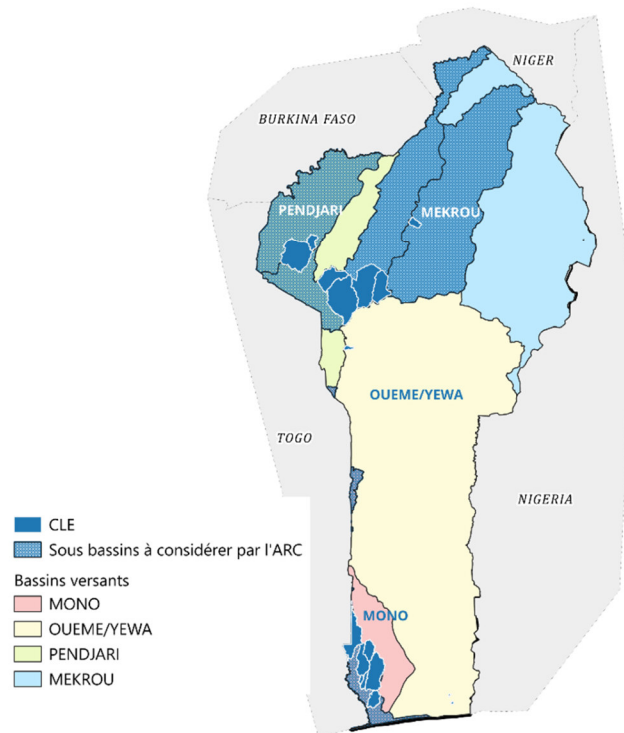 NIGER
BURKINA FASO
PENDJARI
MEKROU
OUEME/YEWA
TOGO
NIGERIA
CLE
Sous bassins à considérer par l'ARC
Bassins versants
MONO
MONO
OUEME/YEWA
PENDJARI
MEKROU